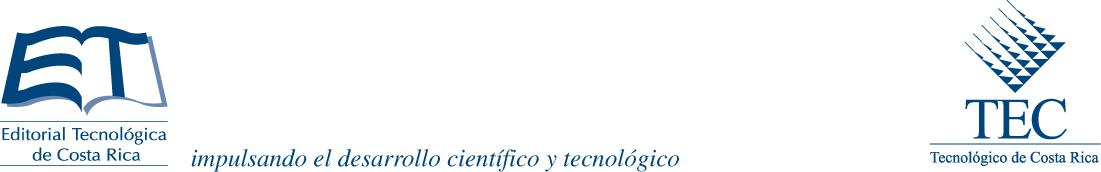 ET
Editorial Tecnológica
de Costa Rica
impulsando el desarrollo científico y tecnológico
TEC
Tecnológico de Costa Rica